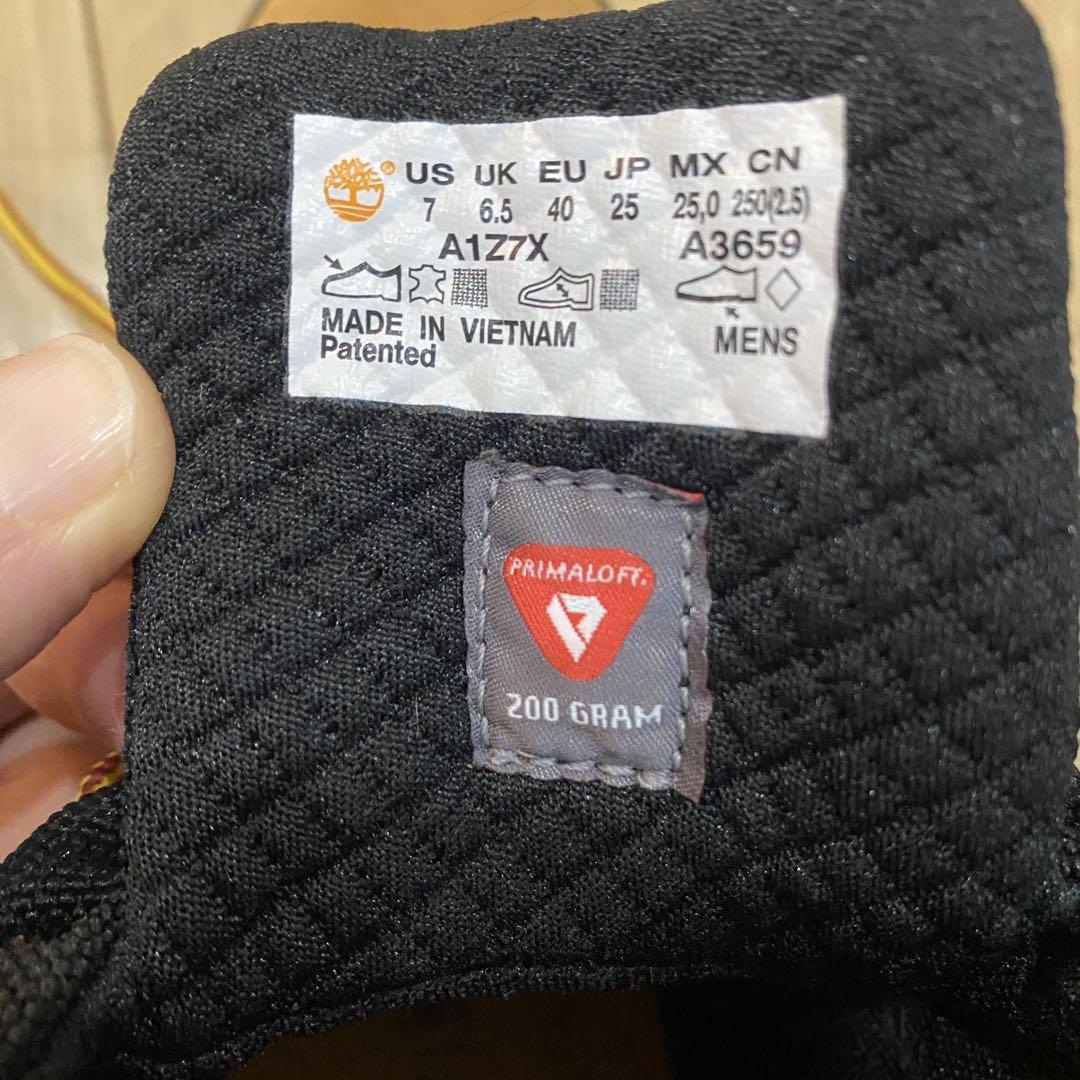 ® US UK EU JP MX CN
7 6.5 40 25 25,0 250(2.5)
A1Z7X A3659
MADE IN VIETNAM
Patented MENS
PRIMALOFT.
200 GRAM